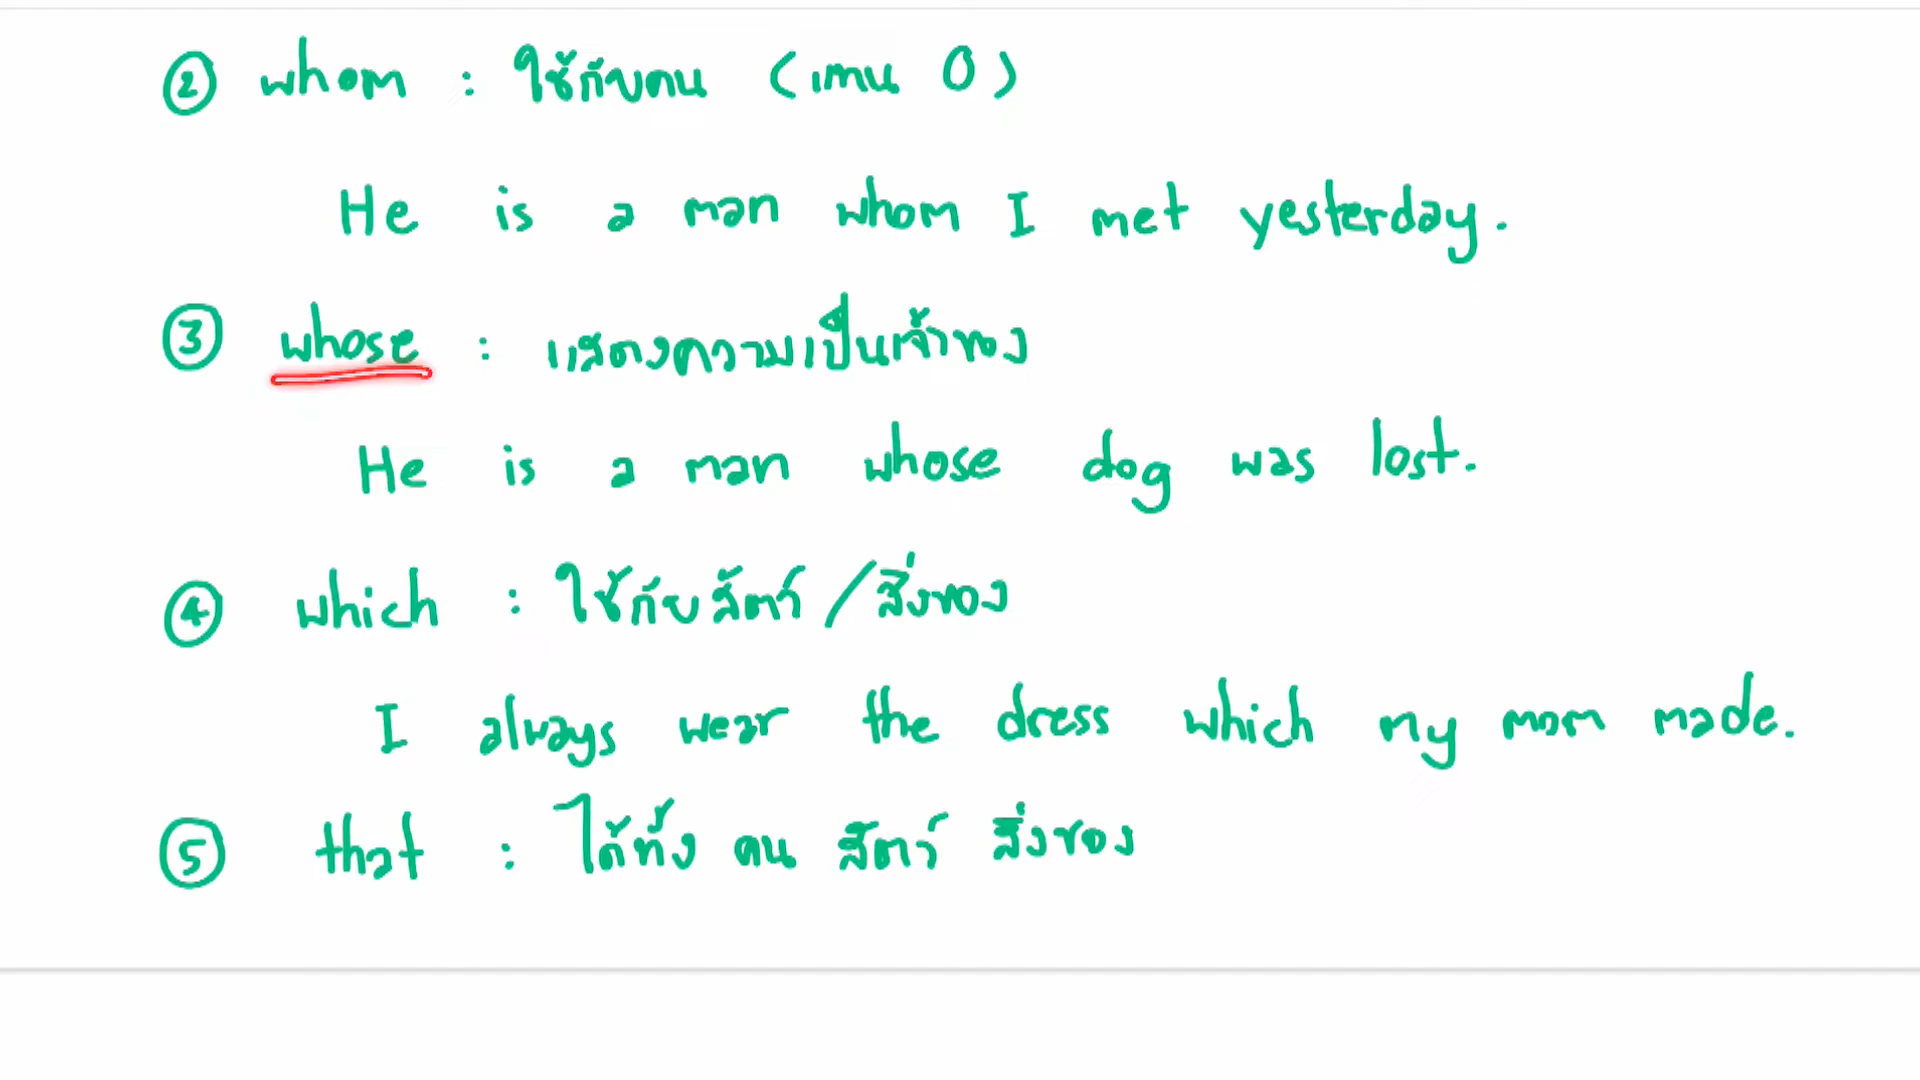 ② whom : ใช้กับคน (แทน O)
He is a man whom I met yesterday.
③ whose : แสดงความเป็นเจ้าของ
He is a man whose dog was lost.
④ which : ใช้กับสัตว์ / สิ่งของ
I always wear the dress which my mom made.
⑤ that : ได้ทั้ง คน สัตว์ สิ่งของ